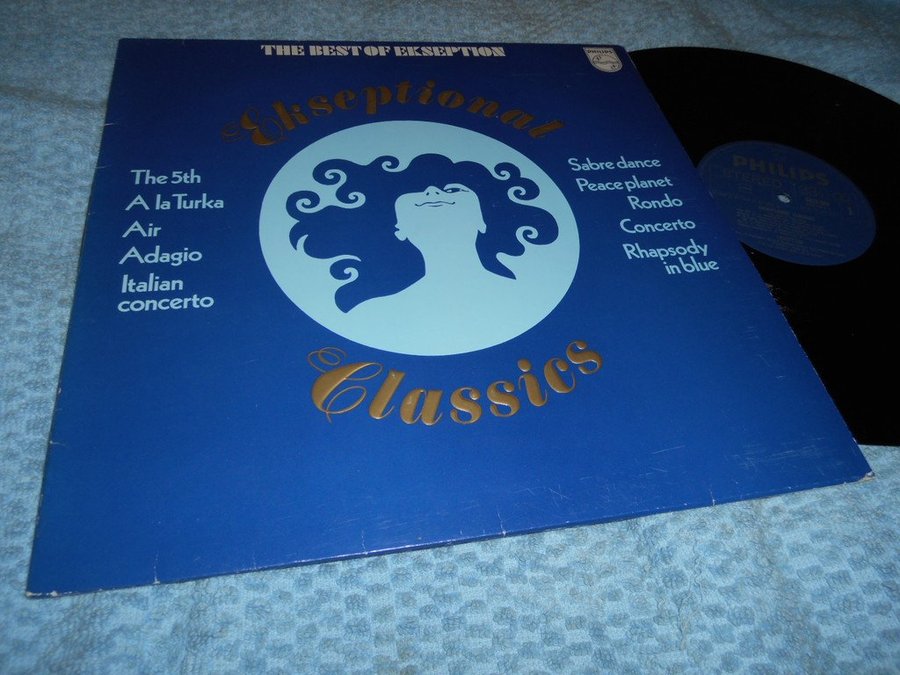 THE BEST OF EKSEPTION
PHILIPS
Ekseptional
The 5th
A la Turka
Air
Adagio
Italian
concerto
Sabre dance
Peace planet
Rondo
Concerto
Rhapsody
in blue
Classics
PHILIPS